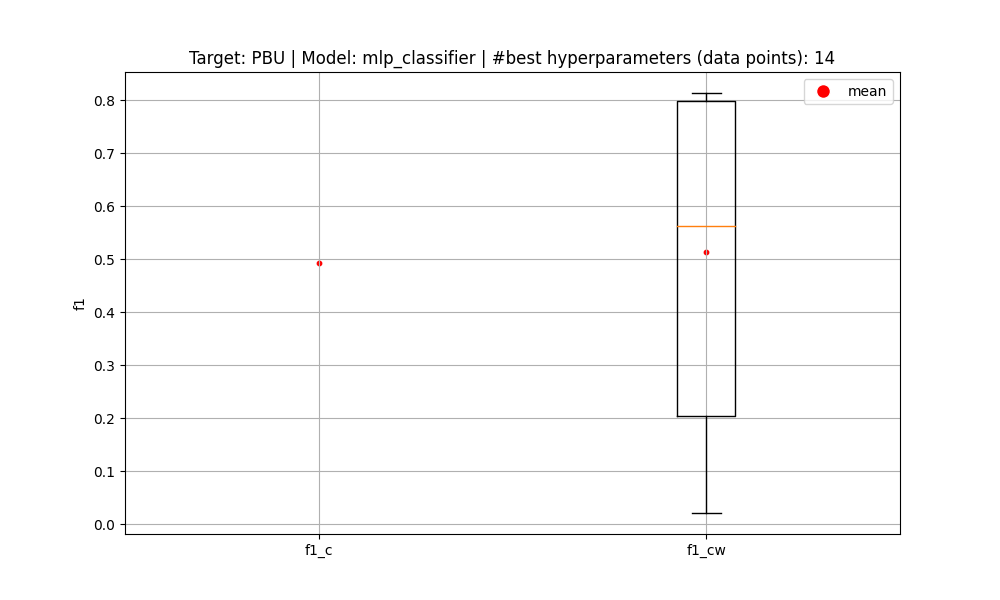 Target: PBU | Model: mlp_classifier | #best hyperparameters (data points): 14
mean
0.8
0.7
0.6
0.5
0.4
0.3
0.2
0.1
0.0
f1
f1_c
f1_cw